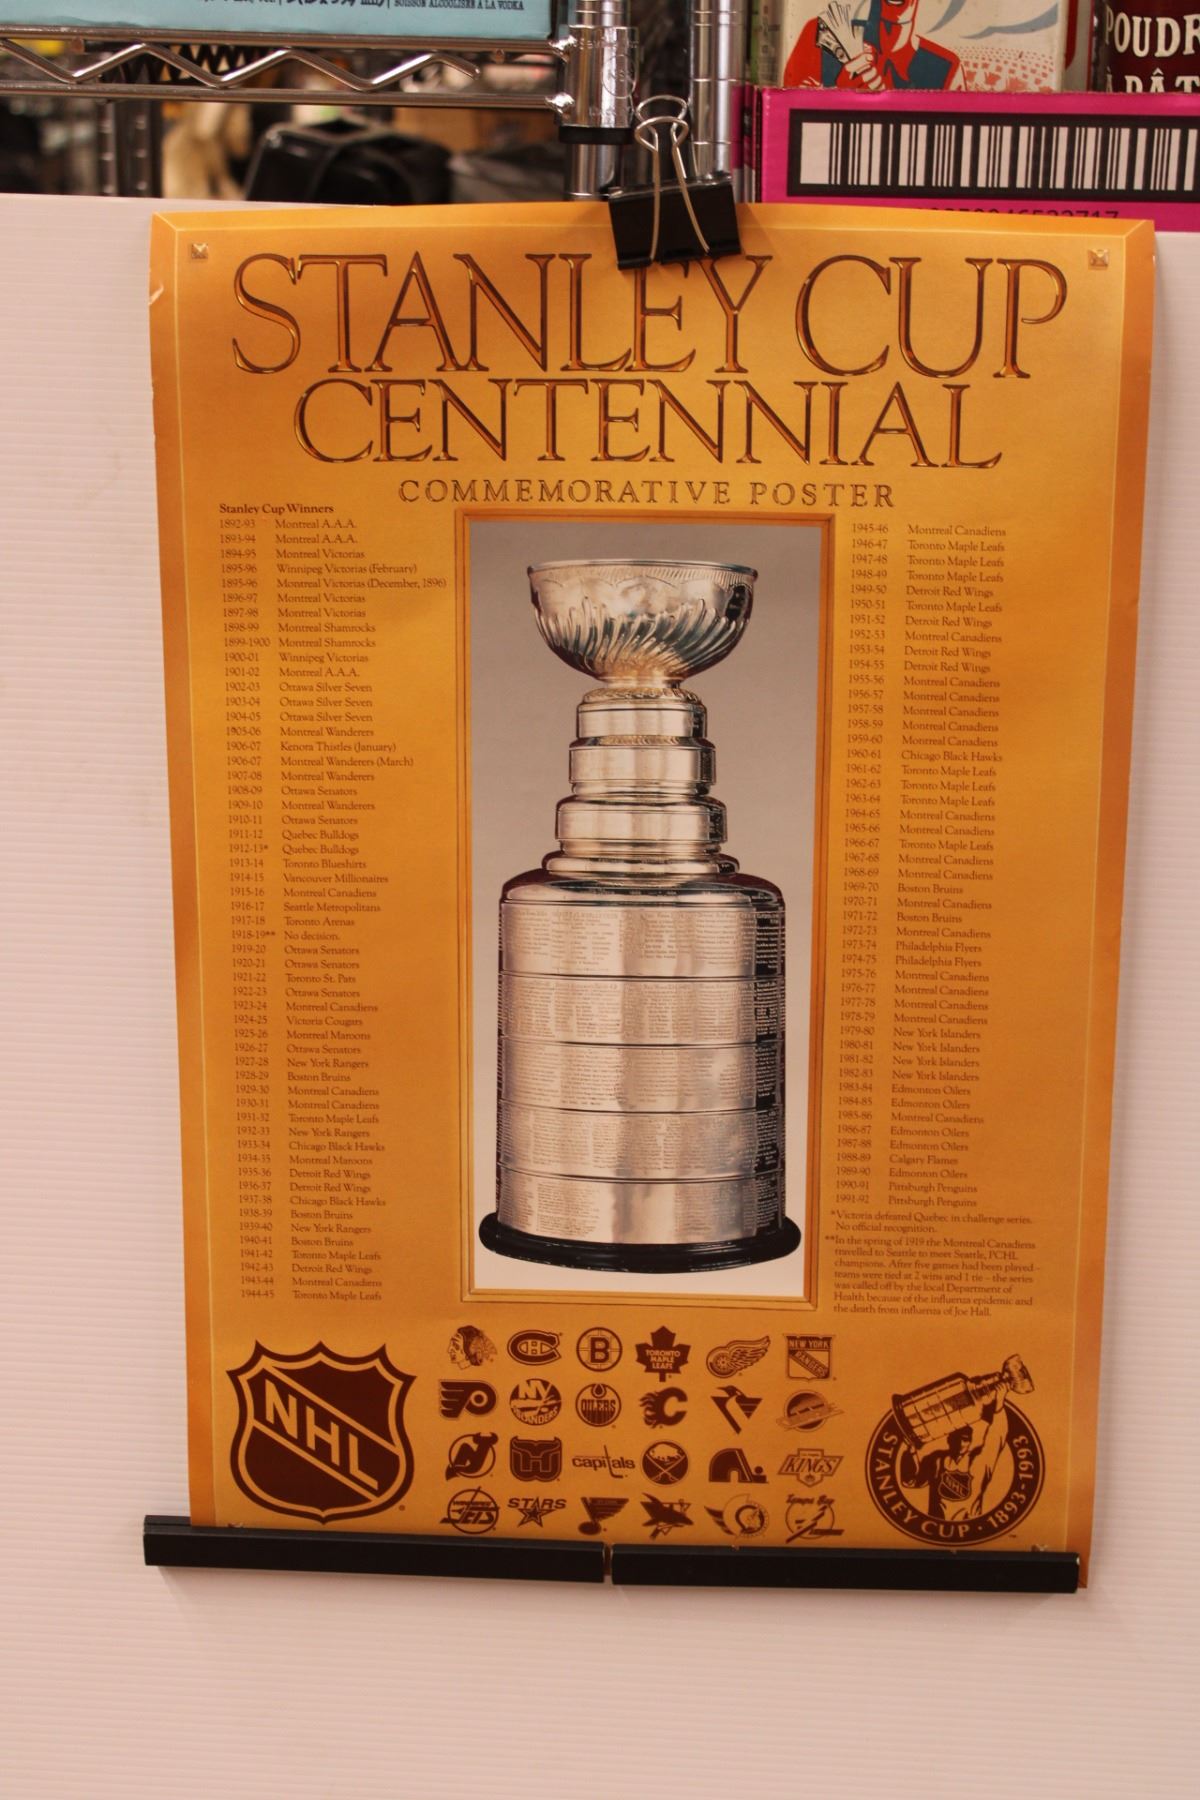 BOISSON ALCOOLISÉE À LA VODKA
POUDR
À PÂT
STANLEY CUP
CENTENNIAL
COMMEMORATIVE POSTER
Stanley Cup Winners
1892-93 Montreal A.A.A.
1893-94 Montreal A.A.A.
1894-95 Montreal Victorias
1895-96 Winnipeg Victorias (February)
1895-96 Montreal Victorias (December, 1896)
1896-97 Montreal Victorias
1897-98 Montreal Victorias
1898-99 Montreal Shamrocks
1899-1900 Montreal Shamrocks
1900-01 Winnipeg Victorias
1901-02 Montreal A.A.A.
1902-03 Ottawa Silver Seven
1903-04 Ottawa Silver Seven
1904-05 Ottawa Silver Seven
1905-06 Montreal Wanderers
1906-07 Kenora Thistles (January)
1906-07 Montreal Wanderers (March)
1907-08 Montreal Wanderers
1908-09 Ottawa Senators
1909-10 Montreal Wanderers
1910-11 Ottawa Senators
1911-12 Quebec Bulldogs
1912-13* Quebec Bulldogs
1913-14 Toronto Blueshirts
1914-15 Vancouver Millionaires
1915-16 Montreal Canadiens
1916-17 Seattle Metropolitans
1917-18 Toronto Arenas
1918-19** No decision.
1919-20 Ottawa Senators
1920-21 Ottawa Senators
1921-22 Toronto St. Pats
1922-23 Ottawa Senators
1923-24 Montreal Canadiens
1924-25 Victoria Cougars
1925-26 Montreal Maroons
1926-27 Ottawa Senators
1927-28 New York Rangers
1928-29 Boston Bruins
1929-30 Montreal Canadiens
1930-31 Montreal Canadiens
1931-32 Toronto Maple Leafs
1932-33 New York Rangers
1933-34 Chicago Black Hawks
1934-35 Montreal Maroons
1935-36 Detroit Red Wings
1936-37 Detroit Red Wings
1937-38 Chicago Black Hawks
1938-39 Boston Bruins
1939-40 New York Rangers
1940-41 Boston Bruins
1941-42 Toronto Maple Leafs
1942-43 Detroit Red Wings
1943-44 Montreal Canadiens
1944-45 Toronto Maple Leafs
1945-46 Montreal Canadiens
1946-47 Toronto Maple Leafs
1947-48 Toronto Maple Leafs
1948-49 Toronto Maple Leafs
1949-50 Detroit Red Wings
1950-51 Toronto Maple Leafs
1951-52 Detroit Red Wings
1952-53 Montreal Canadiens
1953-54 Detroit Red Wings
1954-55 Detroit Red Wings
1955-56 Montreal Canadiens
1956-57 Montreal Canadiens
1957-58 Montreal Canadiens
1958-59 Montreal Canadiens
1959-60 Montreal Canadiens
1960-61 Chicago Black Hawks
1961-62 Toronto Maple Leafs
1962-63 Toronto Maple Leafs
1963-64 Toronto Maple Leafs
1964-65 Montreal Canadiens
1965-66 Montreal Canadiens
1966-67 Toronto Maple Leafs
1967-68 Montreal Canadiens
1968-69 Montreal Canadiens
1969-70 Boston Bruins
1970-71 Montreal Canadiens
1971-72 Boston Bruins
1972-73 Montreal Canadiens
1973-74 Philadelphia Flyers
1974-75 Philadelphia Flyers
1975-76 Montreal Canadiens
1976-77 Montreal Canadiens
1977-78 Montreal Canadiens
1978-79 Montreal Canadiens
1979-80 New York Islanders
1980-81 New York Islanders
1981-82 New York Islanders
1982-83 New York Islanders
1983-84 Edmonton Oilers
1984-85 Edmonton Oilers
1985-86 Montreal Canadiens
1986-87 Edmonton Oilers
1987-88 Edmonton Oilers
1988-89 Calgary Flames
1989-90 Edmonton Oilers
1990-91 Pittsburgh Penguins
1991-92 Pittsburgh Penguins
*Victoria defeated Quebec in challenge series.
No official recognition.
**In the spring of 1919 the Montreal Canadiens
travelled to Seattle to meet Seattle, PCHL
champions. After five games had been played –
teams were tied at 2 wins and 1 tie – the series
was called off by the local Department of
Health because of the influenza epidemic and
the death from influenza of Joe Hall.
NHL
B
TORONTO
MAPLE
LEAFS
NEW YORK
RANGERS
NY
ISLANDERS
OILERS
capitals
KINGS
JETS
STARS
Tampa Bay
NHL
STANLEY CUP · 1893-1993